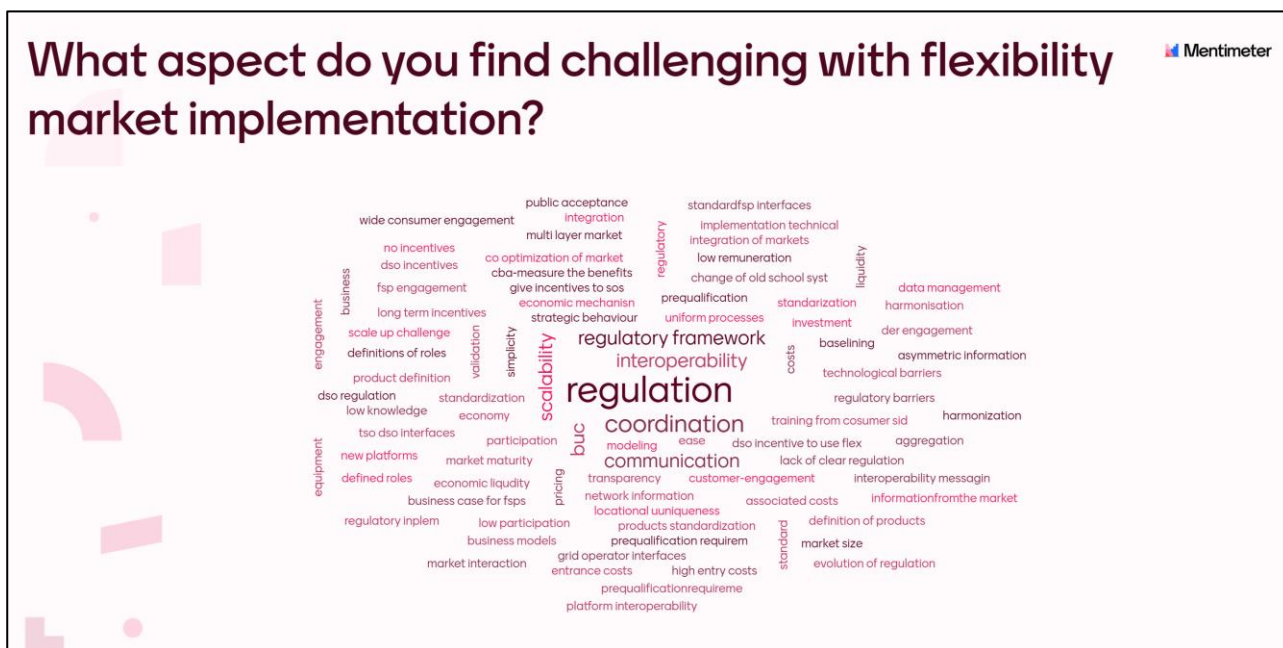 What aspect do you find challenging with flexibility
market implementation?
Mentimeter
public acceptance
standardfsp interfaces
wide consumer engagement
integration
regulatory
implementation technical
multi layer market
integration of markets
liquidity
no incentives
co optimization of market
low remuneration
dso incentives
cba-measure the benefits
change of old school syst
business
fsp engagement
give incentives to sos
prequalification
data management
engagement
long term incentives
economic mechanisn
standarization
harmonisation
strategic behaviour
uniform processes
investment
scale up challenge
validation
simplicity
scalability
regulatory framework
costs
baselining
der engagement
definitions of roles
interoperability
asymmetric information
product definition
technological barriers
dso regulation
standardization
regulation
regulatory barriers
low knowledge
economy
harmonization
coordination
training from cosumer sid
tso dso interfaces
participation
buc
modeling
ease
dso incentive to use flex
aggregation
equipment
new platforms
market maturity
communication
lack of clear regulation
defined roles
economic liqudity
pricing
transparency
customer-engagement
interoperability messagin
business case for fsps
network information
associated costs
informationfromthe market
locational uuniqueness
regulatory inplem
low participation
products standardization
standard
definition of products
business models
prequalification requirem
market size
market interaction
grid operator interfaces
evolution of regulation
entrance costs
high entry costs
prequalificationrequireme
platform interoperability